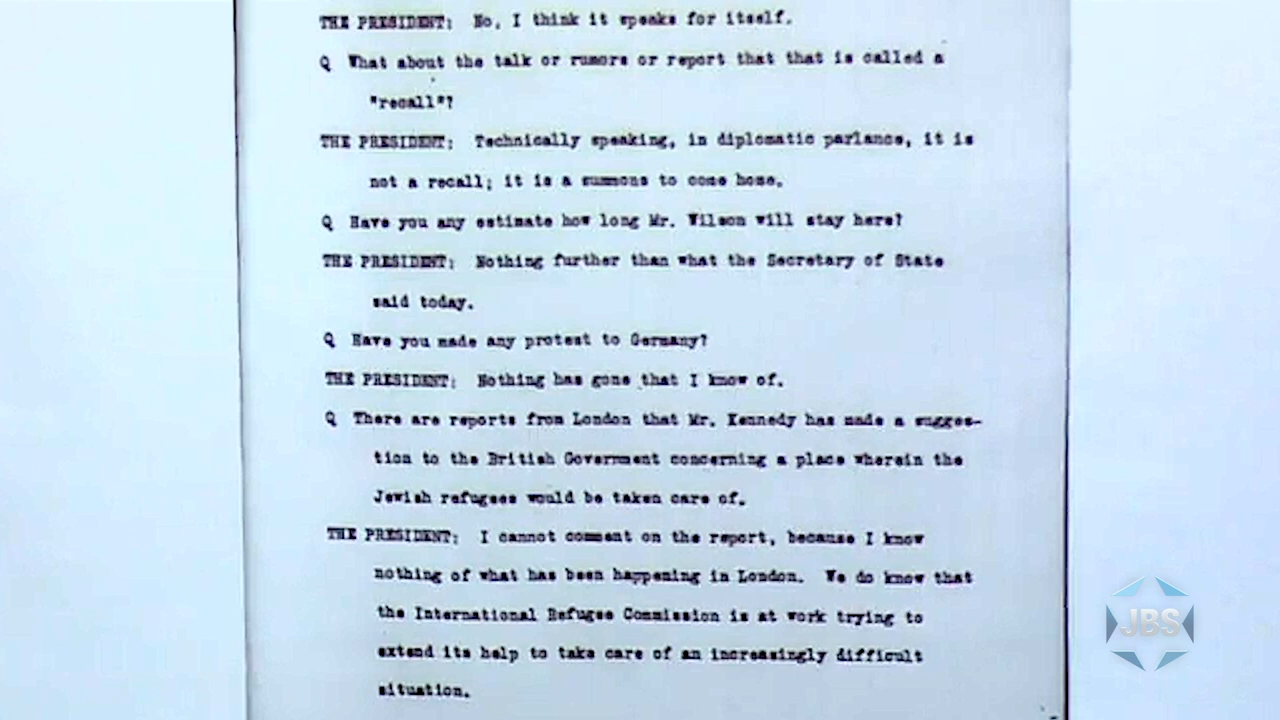 THE PRESIDENT: No, I think it speaks for itself.
Q What about the talk or rumors or report that that is called a
"recall"?
THE PRESIDENT: Technically speaking, in diplomatic parlance, it is
not a recall; it is a summons to come home.
Q Have you any estimate how long Mr. Wilson will stay here?
THE PRESIDENT: Nothing further than what the Secretary of State
said today.
Q Have you made any protest to Germany?
THE PRESIDENT: Nothing has gone that I know of.
Q There are reports from London that Mr. Kennedy has made a sugges-
tion to the British Government concerning a place wherein the
Jewish refugees would be taken care of.
THE PRESIDENT: I cannot comment on the report, because I know
nothing of what has been happening in London. We do know that
the International Refugee Commission is at work trying to
extend its help to take care of an increasingly difficult
situation.
JBS